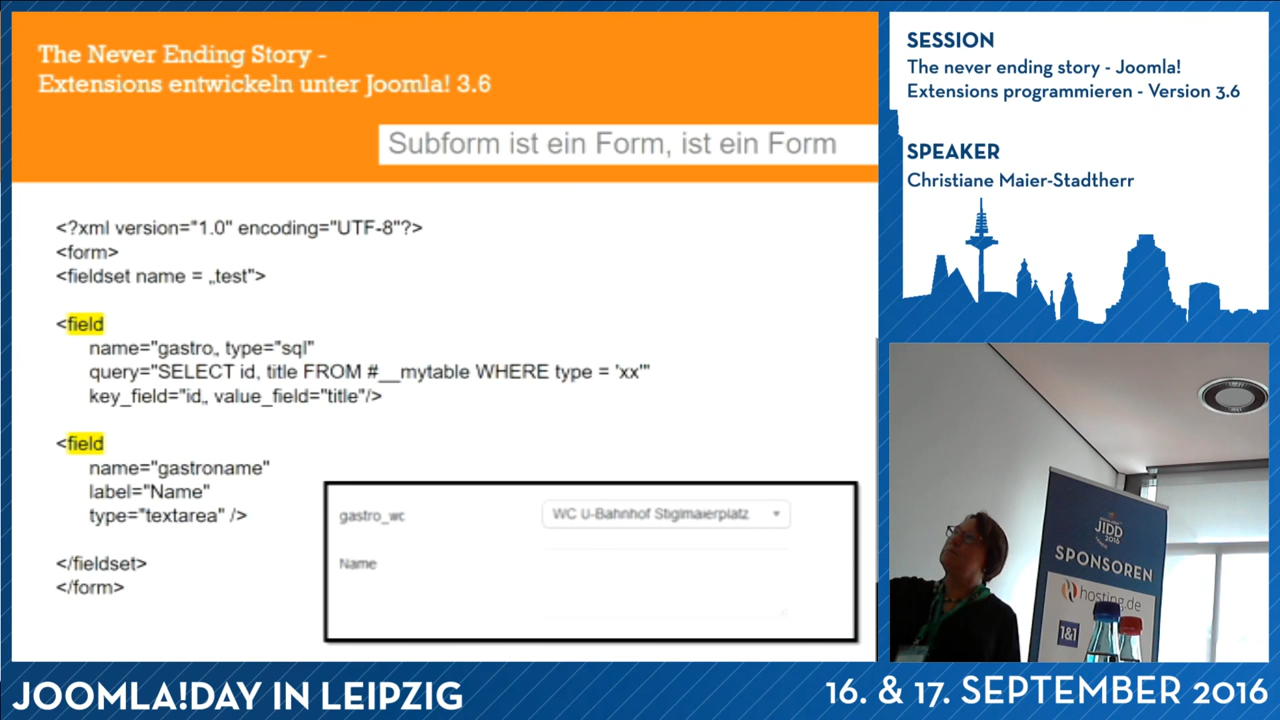 The Never Ending Story -
Extensions entwickeln unter Joomla! 3.6
Subform ist ein Form, ist ein Form
<?xml version="1.0" encoding="UTF-8"?>
<form>
<fieldset name = „test">
<field
name="gastro„ type="sql"
query="SELECT id, title FROM #__mytable WHERE type = 'xx'"
key_field="id„ value_field="title"/>
<field
name="gastroname"
label="Name"
type="textarea" />
</fieldset>
</form>
gastro_wc
WC U-Bahnhof Stiglmaierplatz
Name
SESSION
The never ending story - Joomla!
Extensions programmieren - Version 3.6
SPEAKER
Christiane Maier-Stadtherr
JIDD
2016
SPONSOREN
hosting.de
1&1
JOOMLA!DAY IN LEIPZIG
16. & 17. SEPTEMBER 2016